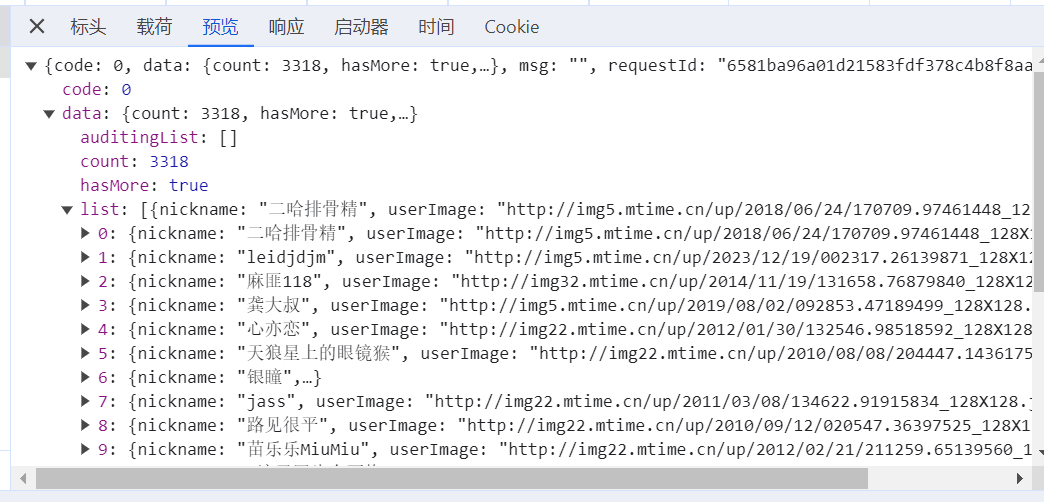 标头 载荷 预览 响应 启动器 时间 Cookie
{code: 0, data: {count: 3318, hasMore: true,…}, msg: "", requestId: "6581ba96a01d21583fdf378c4b8f8aa
code: 0
data: {count: 3318, hasMore: true,…}
auditingList: []
count: 3318
hasMore: true
list: [{nickname: "二哈排骨精", userImage: "http://img5.mtime.cn/up/2018/06/24/170709.97461448_12
0: {nickname: "二哈排骨精", userImage: "http://img5.mtime.cn/up/2018/06/24/170709.97461448_128X1
1: {nickname: "leidjdjm", userImage: "http://img5.mtime.cn/up/2023/12/19/002317.26139871_128X12
2: {nickname: "麻匪118", userImage: "http://img32.mtime.cn/up/2014/11/19/131658.76879840_128X12
3: {nickname: "龚大叔", userImage: "http://img5.mtime.cn/up/2019/08/02/092853.47189499_128X128.
4: {nickname: "心亦恋", userImage: "http://img22.mtime.cn/up/2012/01/30/132546.98518592_128X128
5: {nickname: "天狼星上的眼镜猴", userImage: "http://img22.mtime.cn/up/2010/08/08/204447.1436175
6: {nickname: "银瞳",…}
7: {nickname: "jass", userImage: "http://img22.mtime.cn/up/2011/03/08/134622.91915834_128X128.j
8: {nickname: "路见很平", userImage: "http://img22.mtime.cn/up/2010/09/12/020547.36397525_128X1
9: {nickname: "苗乐乐MiuMiu", userImage: "http://img22.mtime.cn/up/2012/02/21/211259.65139560_1